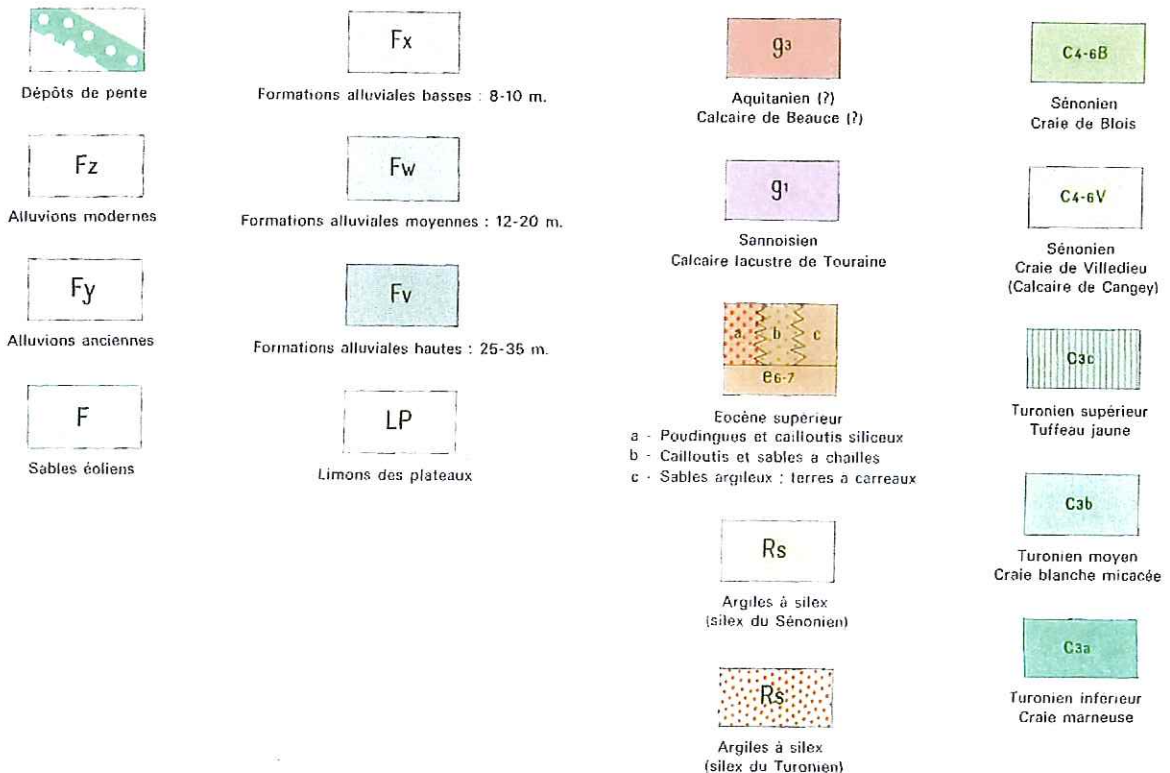 Dépôts de pente
Fz
Alluvions modernes
Fy
Alluvions anciennes
F
Sables éoliens
Fx
Formations alluviales basses : 8-10 m.
Fw
Formations alluviales moyennes : 12-20 m.
Fv
Formations alluviales hautes : 25-35 m.
LP
Limons des plateaux
g3
Aquitanien (?)
Calcaire de Beauce (?)
g1
Sannoisien
Calcaire lacustre de Touraine
a b c
e6-7
Eocène supérieur
a - Poudingues et cailloutis siliceux
b - Cailloutis et sables a chailles
c - Sables argileux : terres a carreaux
Rs
Argiles à silex
(silex du Sénonien)
Rs
Argiles à silex
(silex du Turonien)
C4-6B
Sénonien
Craie de Blois
C4-6V
Sénonien
Craie de Villedieu
(Calcaire de Cangey)
C3c
Turonien supérieur
Tuffeau jaune
C3b
Turonien moyen
Craie blanche micacée
C3a
Turonien inférieur
Craie marneuse